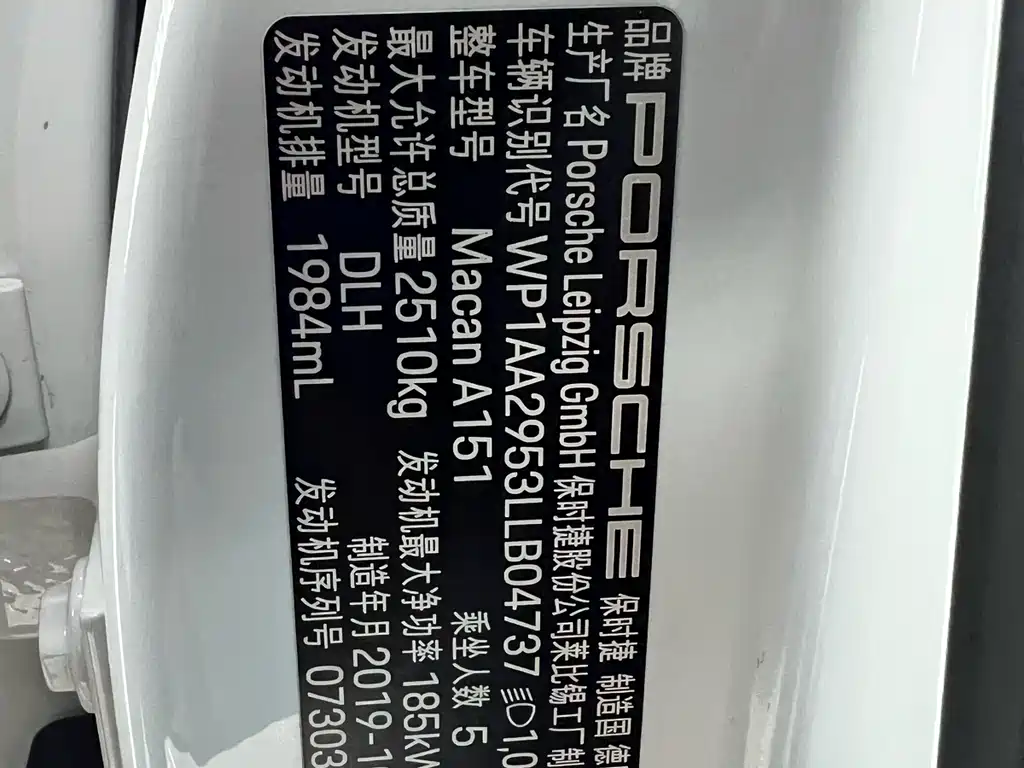 品牌 PORSCHE 保时捷 制造国 德
生产厂名 Porsche Leipzig GmbH 保时捷股份公司莱比锡工厂 制
车辆识别代号 WP1AA2953LLB04737 1,0
整车型号 Macan A151 乘坐人数 5
最大允许总质量 2510kg 发动机最大净功率 185kW
发动机型号 DLH 制造年月 2019-1
发动机排量 1984mL 发动机序列号 07303